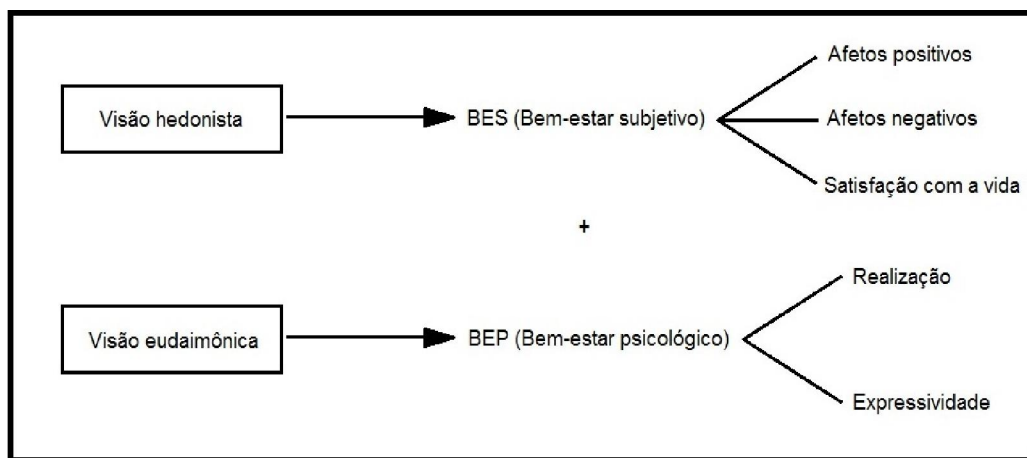 Visão hedonista
BES (Bem-estar subjetivo)
Afetos positivos
Afetos negativos
Satisfação com a vida
+
Visão eudaimônica
BEP (Bem-estar psicológico)
Realização
Expressividade